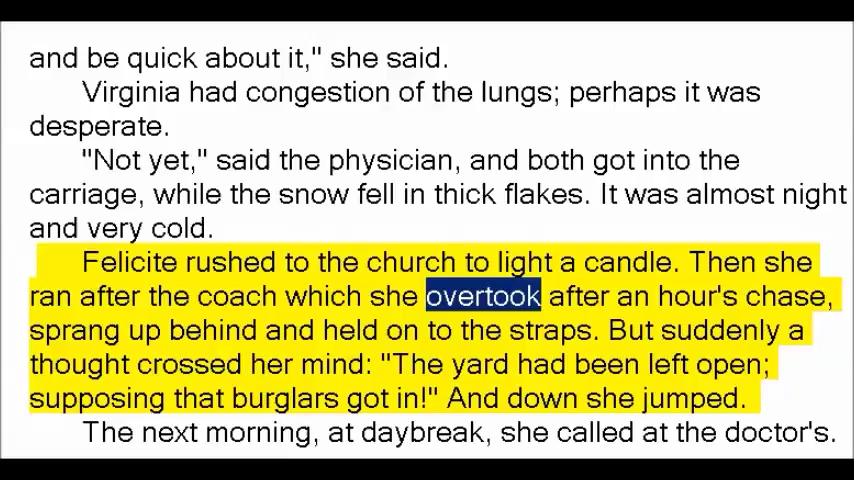 and be quick about it," she said.
Virginia had congestion of the lungs; perhaps it was
desperate.
"Not yet," said the physician, and both got into the
carriage, while the snow fell in thick flakes. It was almost night
and very cold.
Felicite rushed to the church to light a candle. Then she
ran after the coach which she overtook after an hour's chase,
sprang up behind and held on to the straps. But suddenly a
thought crossed her mind: "The yard had been left open;
supposing that burglars got in!" And down she jumped.
The next morning, at daybreak, she called at the doctor's.